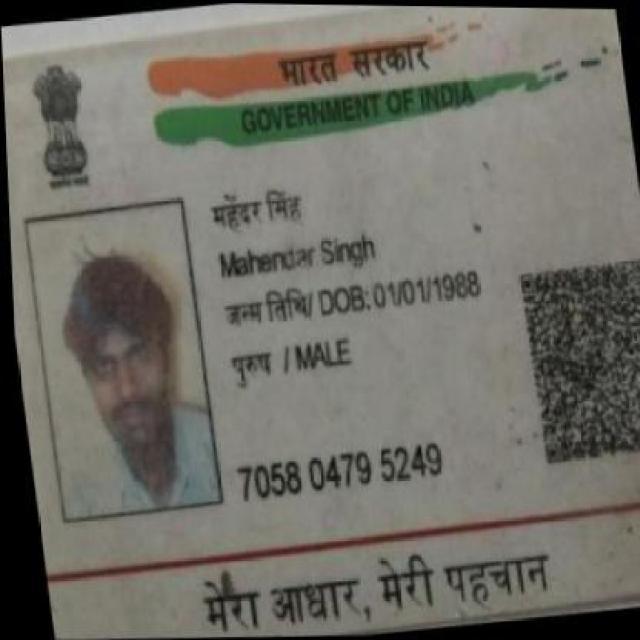 भारत सरकार
GOVERNMENT OF INDIA
महेंदर सिंह
Mahendar Singh
जन्म तिथि/ DOB: 01/01/1988
पुरुष / MALE
7058 0479 5249
मेरा आधार, मेरी पहचान